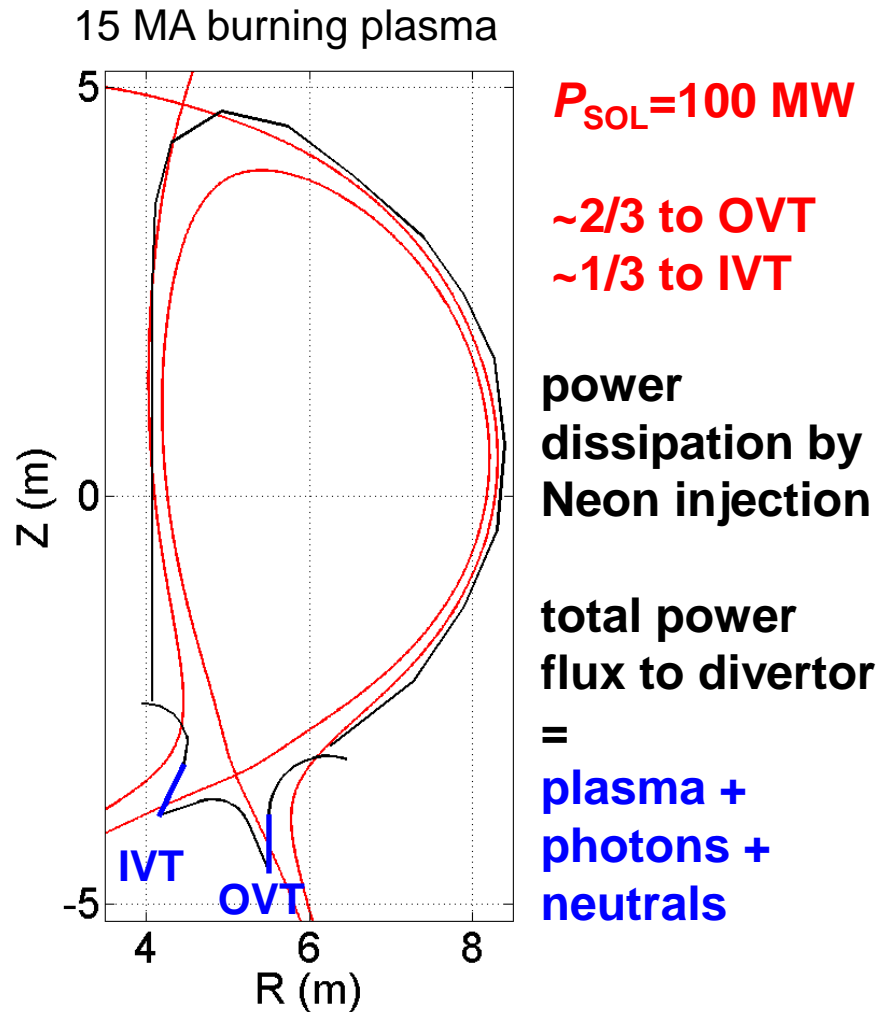 15 MA burning plasma
P_SOL=100 MW
~2/3 to OVT
~1/3 to IVT
power
dissipation by
Neon injection
total power
flux to divertor
=
plasma +
photons +
neutrals
5
0
-5
Z (m)
IVT
OVT
4 6 8
R (m)